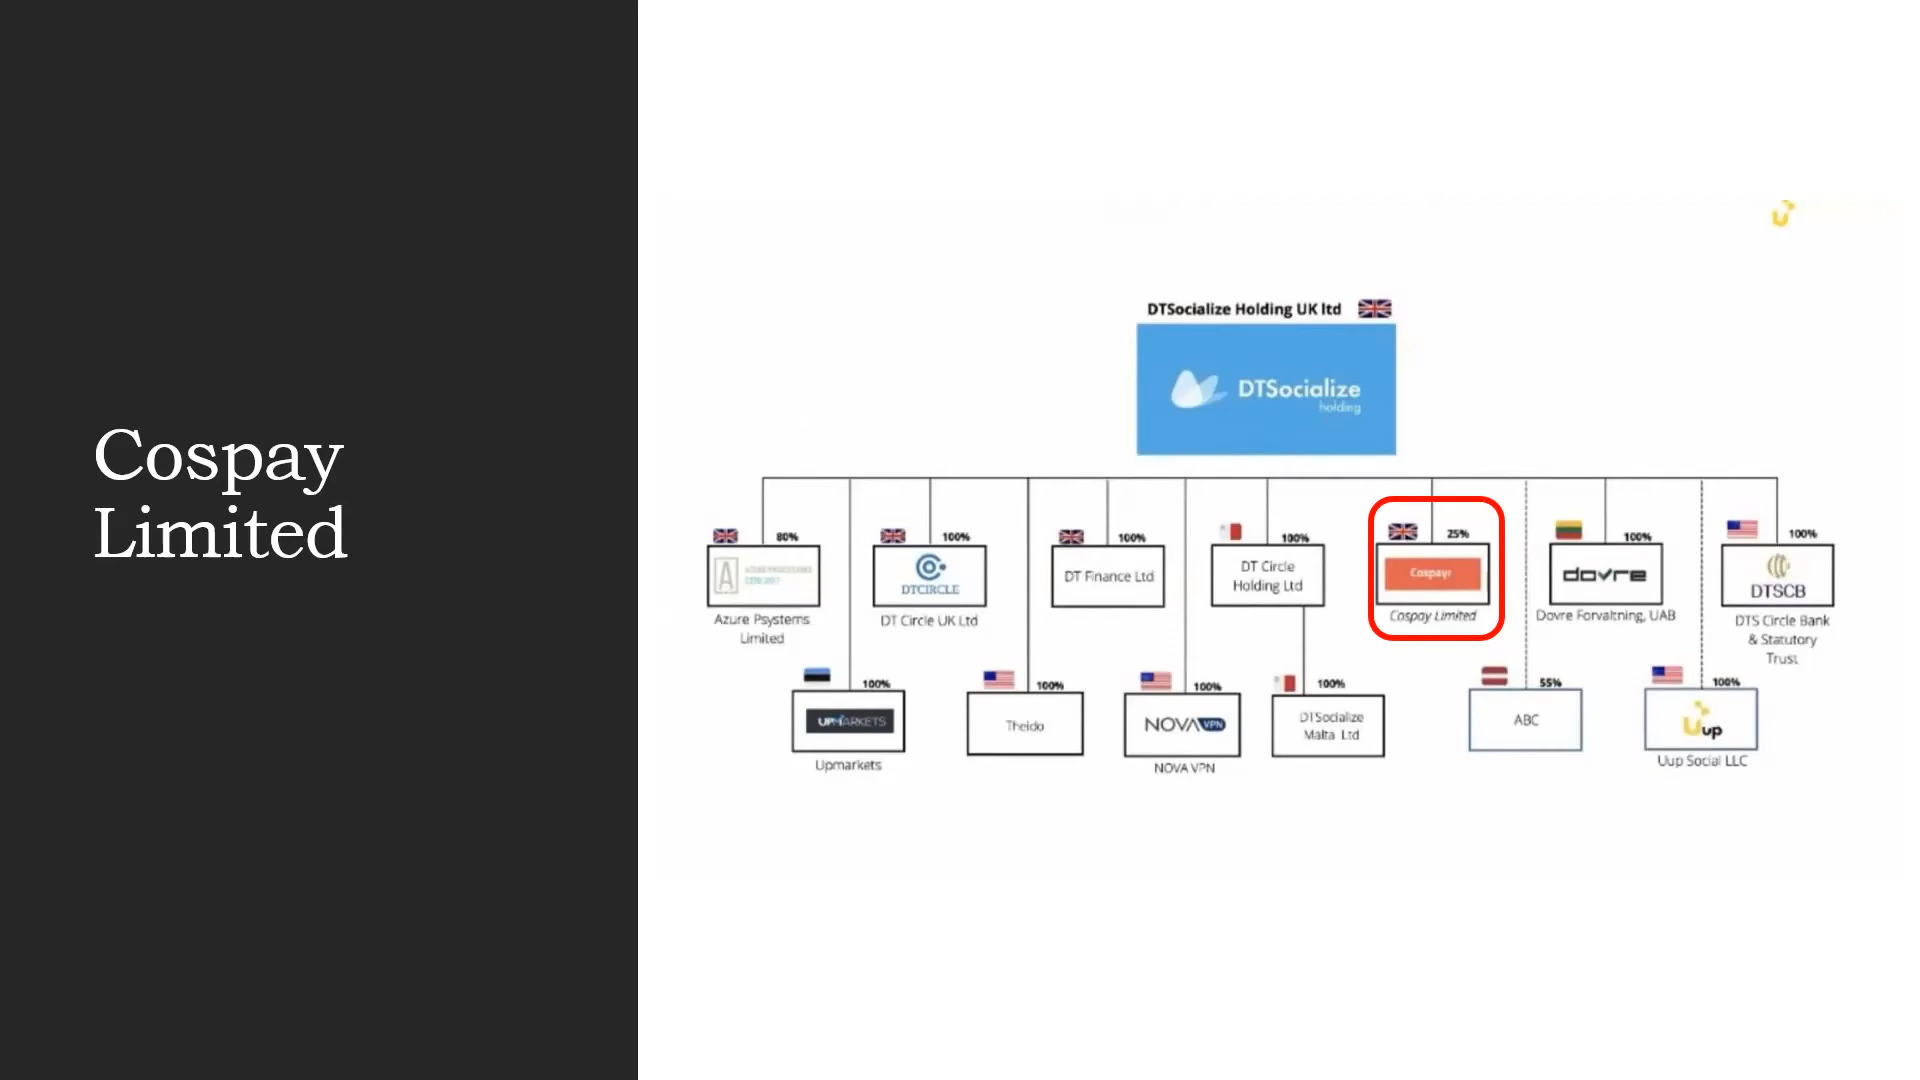 Cospay
Limited
DTSocialize Holding UK ltd
DTSocialize
holding
80%
100%
100%
100%
25%
100%
100%
DTCIRCLE
DT Finance Ltd
DT Circle
Holding Ltd
Cospayr
dovre
DTSCB
Azure Psystems
Limited
DT Circle UK Ltd
Cospay Limited
Dovre Forvaltning, UAB
DTS Circle Bank
& Statutory
Trust
100%
100%
100%
100%
55%
100%
UPMARKETS
Theido
NOVA VPN
DTSocialize
Malta Ltd
ABC
Uup
Upmarkets
NOVA VPN
Uup Social LLC